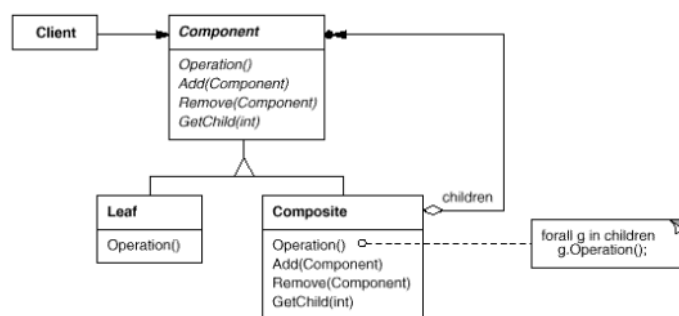 Client
Component
Operation()
Add(Component)
Remove(Component)
GetChild(int)
children
Leaf
Operation()
Composite
Operation()
Add(Component)
Remove(Component)
GetChild(int)
forall g in children
g.Operation();